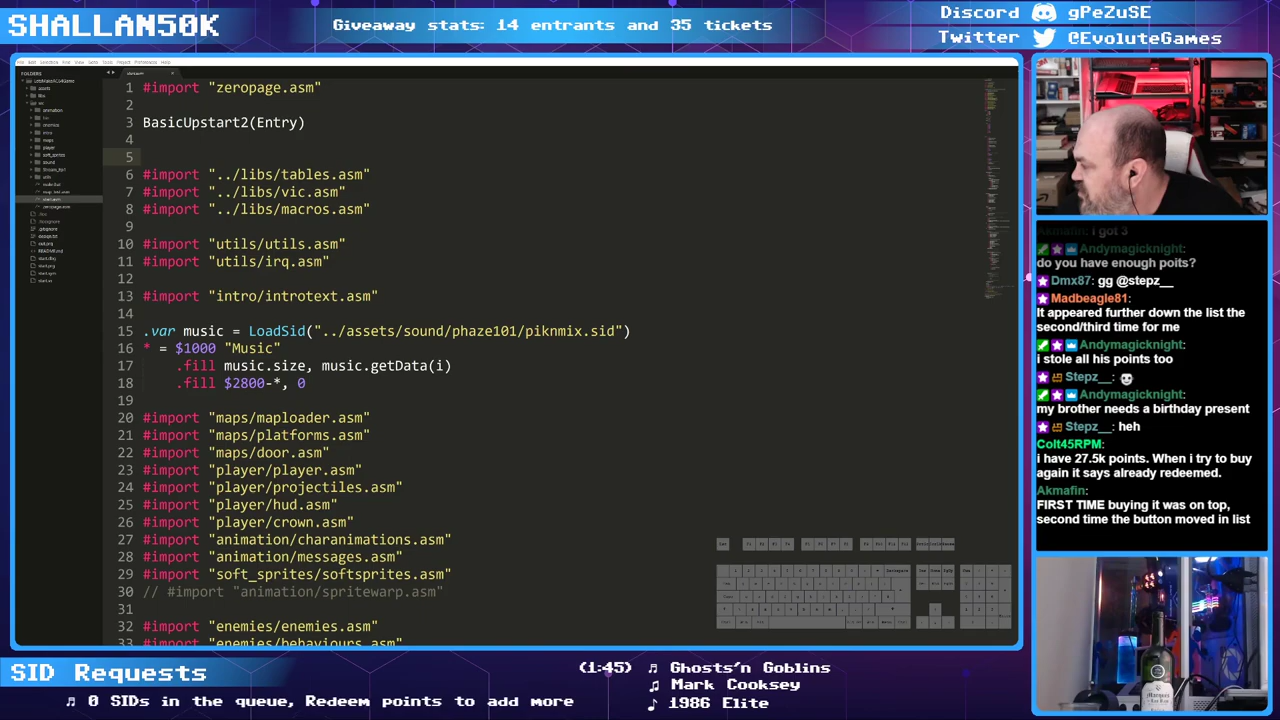 SHALLAN50K
Giveaway stats: 14 entrants and 35 tickets
Discord gPeZuSE
Twitter @EvoluteGames
FOLDERS
1 #import "zeropage.asm"
2
3 BasicUpstart2(Entry)
4
5
6 #import "../libs/tables.asm"
7 #import "../libs/vic.asm"
8 #import "../libs/macros.asm"
9
10 #import "utils/utils.asm"
11 #import "utils/irq.asm"
12
13 #import "intro/introtext.asm"
14
15 .var music = LoadSid("../assets/sound/phaze101/piknmix.sid")
16 * = $1000 "Music"
17 .fill music.size, music.getData(i)
18 .fill $2800-*, 0
19
20 #import "maps/maploader.asm"
21 #import "maps/platforms.asm"
22 #import "maps/door.asm"
23 #import "player/player.asm"
24 #import "player/projectiles.asm"
25 #import "player/hud.asm"
26 #import "player/crown.asm"
27 #import "animation/charanimations.asm"
28 #import "animation/messages.asm"
29 #import "soft_sprites/softsprites.asm"
30 // #import "animation/spritewarp.asm"
31
32 #import "enemies/enemies.asm"
33 #import "enemies/behaviours.asm"
Akmafin: i got 3
Andymagicknight:
do you have enough poits?
Dmx87: gg @stepz__
Madbeagle81:
It appeared further down the list the
second/third time for me
Andymagicknight:
i stole all his points too
Stepz__:
Andymagicknight:
my brother needs a birthday present
Stepz__: heh
Colt45RPM:
i have 27.5k points. When i try to buy
again it says already redeemed.
Akmafin:
FIRST TIME buying it was on top,
second time the button moved in list
SID Requests
0 SIDs in the queue, Redeem points to add more
(1:45) Ghosts'n Goblins
Mark Cooksey
1986 Elite